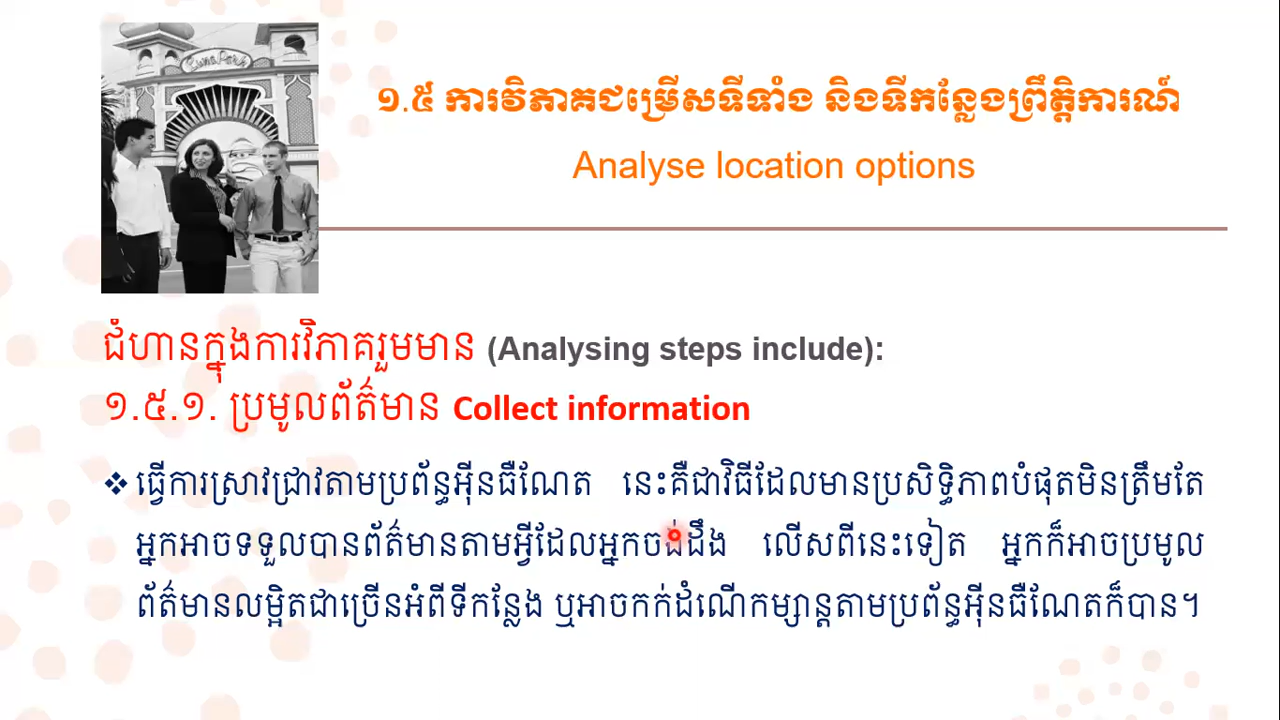 Luna Park
១.៥ ការវិភាគជម្រើសទីទាំង និងទីកន្លែងព្រឹត្តិការណ៍
Analyse location options
ជំហានក្នុងការវិភាគរួមមាន (Analysing steps include):
១.៥.១. ប្រមូលព័ត៌មាន Collect information
❖ ធ្វើការស្រាវជ្រាវតាមប្រព័ន្ធអ៊ីនធឺណែត នេះគឺជាវិធីដែលមានប្រសិទ្ធិភាពបំផុតមិនត្រឹមតែ
អ្នកអាចទទួលបានព័ត៌មានតាមអ្វីដែលអ្នកចង់ដឹង លើសពីនេះទៀត អ្នកក៏អាចប្រមូល
ព័ត៌មានលម្អិតជាច្រើនអំពីទីកន្លែង ឬអាចកក់ដំណើកម្សាន្តតាមប្រព័ន្ធអ៊ីនធឺណែតក៏បាន។